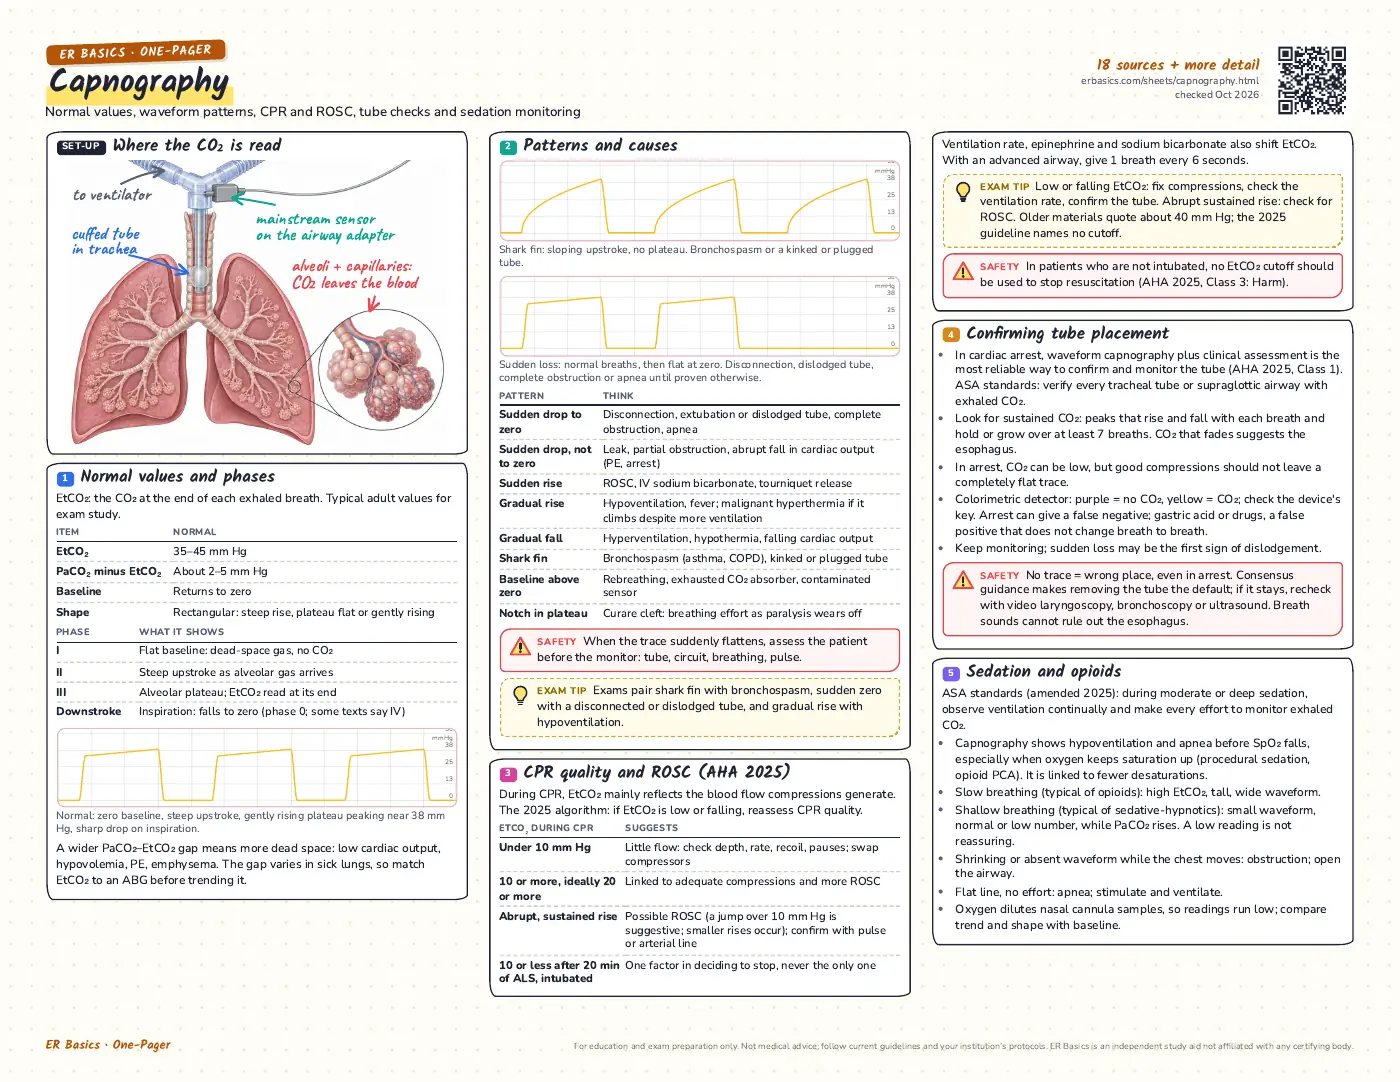 ER BASICS · ONE-PAGER
Capnography
Normal values, waveform patterns, CPR and ROSC, tube checks and sedation monitoring
18 sources + more detail
erbasics.com/sheets/capnography.html
checked Oct 2026
SET-UP Where the CO₂ is read
to ventilator
mainstream sensor
on the airway adapter
cuffed tube
in trachea
alveoli + capillaries:
CO₂ leaves the blood
1 Normal values and phases
EtCO₂: the CO₂ at the end of each exhaled breath. Typical adult values for
exam study.
ITEM NORMAL
EtCO₂ 35–45 mm Hg
PaCO₂ minus EtCO₂ About 2–5 mm Hg
Baseline Returns to zero
Shape Rectangular: steep rise, plateau flat or gently rising
PHASE WHAT IT SHOWS
I Flat baseline: dead-space gas, no CO₂
II Steep upstroke as alveolar gas arrives
III Alveolar plateau; EtCO₂ read at its end
Downstroke Inspiration: falls to zero (phase 0; some texts say IV)
mmHg
38
25
13
0
Normal: zero baseline, steep upstroke, gently rising plateau peaking near 38 mm
Hg, sharp drop on inspiration.
A wider PaCO₂–EtCO₂ gap means more dead space: low cardiac output,
hypovolemia, PE, emphysema. The gap varies in sick lungs, so match
EtCO₂ to an ABG before trending it.
2 Patterns and causes
mmHg
38
25
13
0
Shark fin: sloping upstroke, no plateau. Bronchospasm or a kinked or plugged
tube.
mmHg
38
25
13
0
Sudden loss: normal breaths, then flat at zero. Disconnection, dislodged tube,
complete obstruction or apnea until proven otherwise.
PATTERN THINK
Sudden drop to Disconnection, extubation or dislodged tube, complete
zero obstruction, apnea
Sudden drop, not Leak, partial obstruction, abrupt fall in cardiac output
to zero (PE, arrest)
Sudden rise ROSC, IV sodium bicarbonate, tourniquet release
Gradual rise Hypoventilation, fever; malignant hyperthermia if it
climbs despite more ventilation
Gradual fall Hyperventilation, hypothermia, falling cardiac output
Shark fin Bronchospasm (asthma, COPD), kinked or plugged tube
Baseline above Rebreathing, exhausted CO₂ absorber, contaminated
zero sensor
Notch in plateau Curare cleft: breathing effort as paralysis wears off
SAFETY When the trace suddenly flattens, assess the patient
before the monitor: tube, circuit, breathing, pulse.
EXAM TIP Exams pair shark fin with bronchospasm, sudden zero
with a disconnected or dislodged tube, and gradual rise with
hypoventilation.
3 CPR quality and ROSC (AHA 2025)
During CPR, EtCO₂ mainly reflects the blood flow compressions generate.
The 2025 algorithm: if EtCO₂ is low or falling, reassess CPR quality.
ETCO₂ DURING CPR SUGGESTS
Under 10 mm Hg Little flow: check depth, rate, recoil, pauses; swap
compressors
10 or more, ideally 20 Linked to adequate compressions and more ROSC
or more
Abrupt, sustained rise Possible ROSC (a jump over 10 mm Hg is
suggestive; smaller rises occur); confirm with pulse
or arterial line
10 or less after 20 min One factor in deciding to stop, never the only one
of ALS, intubated
Ventilation rate, epinephrine and sodium bicarbonate also shift EtCO₂.
With an advanced airway, give 1 breath every 6 seconds.
EXAM TIP Low or falling EtCO₂: fix compressions, check the
ventilation rate, confirm the tube. Abrupt sustained rise: check for
ROSC. Older materials quote about 40 mm Hg; the 2025
guideline names no cutoff.
SAFETY In patients who are not intubated, no EtCO₂ cutoff should
be used to stop resuscitation (AHA 2025, Class 3: Harm).
4 Confirming tube placement
• In cardiac arrest, waveform capnography plus clinical assessment is the
most reliable way to confirm and monitor the tube (AHA 2025, Class 1).
ASA standards: verify every tracheal tube or supraglottic airway with
exhaled CO₂.
• Look for sustained CO₂: peaks that rise and fall with each breath and
hold or grow over at least 7 breaths. CO₂ that fades suggests the
esophagus.
• In arrest, CO₂ can be low, but good compressions should not leave a
completely flat trace.
• Colorimetric detector: purple = no CO₂, yellow = CO₂; check the device's
key. Arrest can give a false negative; gastric acid or drugs, a false
positive that does not change breath to breath.
• Keep monitoring; sudden loss may be the first sign of dislodgement.
SAFETY No trace = wrong place, even in arrest. Consensus
guidance makes removing the tube the default; if it stays, recheck
with video laryngoscopy, bronchoscopy or ultrasound. Breath
sounds cannot rule out the esophagus.
5 Sedation and opioids
ASA standards (amended 2025): during moderate or deep sedation,
observe ventilation continually and make every effort to monitor exhaled
CO₂.
• Capnography shows hypoventilation and apnea before SpO₂ falls,
especially when oxygen keeps saturation up (procedural sedation,
opioid PCA). It is linked to fewer desaturations.
• Slow breathing (typical of opioids): high EtCO₂, tall, wide waveform.
• Shallow breathing (typical of sedative-hypnotics): small waveform,
normal or low number, while PaCO₂ rises. A low reading is not
reassuring.
• Shrinking or absent waveform while the chest moves: obstruction; open
the airway.
• Flat line, no effort: apnea; stimulate and ventilate.
• Oxygen dilutes nasal cannula samples, so readings run low; compare
trend and shape with baseline.
ER Basics · One-Pager
For education and exam preparation only. Not medical advice; follow current guidelines and your institution's protocols. ER Basics is an independent study aid not affiliated with any certifying body.